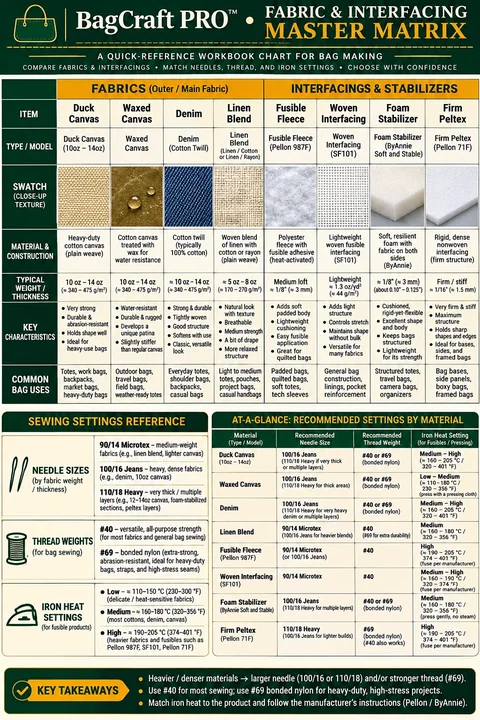 BagCraft PRO™ • FABRIC & INTERFACING
MASTER MATRIX
A QUICK-REFERENCE WORKBOOK CHART FOR BAG MAKING
COMPARE FABRICS & INTERFACINGS • MATCH NEEDLES, THREAD, AND IRON SETTINGS • CHOOSE WITH CONFIDENCE
FABRICS (Outer / Main Fabric)
INTERFACINGS & STABILIZERS
ITEM
Duck Canvas
Waxed Canvas
Denim
Linen Blend
Fusible Fleece
Woven Interfacing
Foam Stabilizer
Firm Peltex
TYPE / MODEL
Duck Canvas
(10oz – 14oz)
Waxed
Canvas
Denim
(Cotton Twill)
Linen
Blend
(Linen / Cotton
or Linen / Rayon)
Fusible Fleece
(Pellon 987F)
Woven
Interfacing
(SF101)
Foam Stabilizer
(ByAnnie
Soft and Stable)
Firm Peltex
(Pellon 71F)
SWATCH
(CLOSE-UP
TEXTURE)
MATERIAL &
CONSTRUCTION
Heavy-duty
cotton canvas
(plain weave)
Cotton canvas
treated with
wax for
water resistance
Cotton twill
(typically
100% cotton)
Woven blend
of linen with
cotton or rayon
(plain weave)
Polyester
fleece with
fusible adhesive
(heat-activated)
Lightweight
woven fusible
interfacing
(SF101)
Soft, resilient
foam with
fabric on both
sides
(ByAnnie)
Rigid, dense
nonwoven
interfacing
(firm structure)
TYPICAL
WEIGHT /
THICKNESS
10 oz – 14 oz
(≈ 340 – 475 g/m²)
10 oz – 14 oz
(≈ 340 – 475 g/m²)
≈ 10 oz – 14 oz
(≈ 340 – 475 g/m²)
≈ 5 oz – 8 oz
(≈ 170 – 270 g/m²)
Medium loft
≈ 1/8" (≈ 3 mm)
Lightweight
≈ 1.3 oz/yd²
(≈ 44 g/m²)
≈ 1/8" (≈ 3 mm)
(about 0.10" – 0.125")
Firm / stiff
≈ 1/16" (≈ 1.5 mm)
KEY
CHARACTERISTICS
• Very strong
• Durable &
abrasion-resistant
• Holds shape well
• Ideal for
heavy-use bags
• Water-resistant
• Durable & rugged
• Develops a
unique patina
• Slightly stiffer
than regular canvas
• Strong & durable
• Tightly woven
• Good
structure
• Softens with use
• Classic,
versatile look
• Natural look with
texture
• Breathable
• Medium strength
• A bit of drape
• More relaxed
structure
• Adds soft
padded body
• Lightweight
cushioning
• Easy fusible
application
• Great for
quilted bags
• Adds light
structure
• Controls stretch
• Maintains shape
without bulk
• Versatile for
many fabrics
• Cushioned,
rigid-yet-flexible
• Excellent shape
and body
• Keeps bags
structured
• Lightweight
for its strength
• Very firm & stiff
• Maximum
structure
• Holds sharp
shapes and edges
• Ideal for bases,
sides, and
framed bags
COMMON
BAG USES
Totes, work bags,
backpacks,
market bags,
heavy-duty bags
Outdoor bags,
travel bags,
field bags,
weather-ready totes
Everyday totes,
shoulder bags,
backpacks,
casual bags
Light to medium
totes, pouches,
project bags,
casual handbags
Padded bags,
quilted bags,
soft totes,
tech sleeves
General bag
construction,
linings, pocket
reinforcement
Structured totes,
travel bags,
camera bags,
organizers
Bag bases,
side panels,
boxy bags,
framed bags
SEWING SETTINGS REFERENCE
NEEDLE SIZES
(by fabric weight
/ thickness)
90/14 Microtex – medium-weight
fabrics (e.g., linen blend, lighter canvas)
100/16 Jeans – heavy, dense fabrics
(e.g., denim, 10oz canvas)
110/18 Heavy – very thick / multiple
layers (e.g., 12–14oz canvas, foam-stabilized
sections, peltex layers)
THREAD WEIGHTS
(for bag sewing)
#40 – versatile, all-purpose strength
(for most fabrics and general bag sewing)
#69 – bonded nylon (extra-strong,
abrasion-resistant, ideal for heavy-duty
bags, straps, and high-stress seams)
IRON HEAT
SETTINGS
(for fusible products)
• Low – ≈ 110–150 °C (230–300 °F)
(delicate / heat-sensitive fabrics)
• Medium – ≈ 160–180 °C (320–356 °F)
(most cottons, denim, canvas)
• High – ≈ 190–205 °C (374–401 °F)
(heavier fabrics and fusibles such as
Pellon 987F, SF101, Pellon 71F)
AT-A-GLANCE: RECOMMENDED SETTINGS BY MATERIAL
Material
(Type / Model)
Recommended
Needle Size
Recommended
Thread Weight
Iron Heat Setting
(for Fusibles / Pressing)
Duck Canvas
(10oz – 14oz)
100/16 Jeans
(110/18 Heavy for very thick
or multiple layers)
#40 or #69
(bonded nylon)
Medium – High
(≈ 160 – 205 °C /
320 – 401 °F)
Waxed Canvas
100/16 Jeans
(110/18 Heavy for thick areas)
#40 or #69
(bonded nylon)
Low – Medium
(≈ 110 –180 °C /
230 – 356 °F)
(press with a pressing cloth)
Denim
100/16 Jeans
(110/18 Heavy for very heavy
denim or multiple layers)
#40 or #69
(bonded nylon)
Medium – High
(≈ 160 – 205 °C /
320 – 401 °F)
Linen Blend
90/14 Microtex
(100/16 Jeans for heavier blends)
#40
(#69 for extra durability)
Medium
(≈ 160 – 180 °C /
320 – 356 °F)
Fusible Fleece
(Pellon 987F)
90/14 Microtex
(or 100/16 Jeans)
#40
High
(≈ 190 – 205 °C /
374 – 401 °F)
(fuse per manufacturer)
Woven Interfacing
(SF101)
90/14 Microtex
#40
Medium – High
(fuse per manufacturer)
Foam Stabilizer
(ByAnnie Soft and Stable)
100/16 Jeans
(110/18 Heavy for multiple layers)
#40 or #69
(bonded nylon)
Medium
(≈ 160 – 180 °C /
320 – 356 °F)
(press gently, no steam)
Firm Peltex
(Pellon 71F)
110/18 Heavy
(100/16 Jeans for lighter builds)
#69
(bonded nylon)
(#40 also works)
High
(≈ 190 – 205 °C /
374 – 401 °F)
(fuse per manufacturer)
KEY TAKEAWAYS
• Heavier / denser materials → larger needle (100/16 or 110/18) and/or stronger thread (#69).
• Use #40 for most sewing; use #69 bonded nylon for heavy-duty, high-stress projects.
• Match iron heat to the product and follow the manufacturer's instructions (Pellon / ByAnnie).